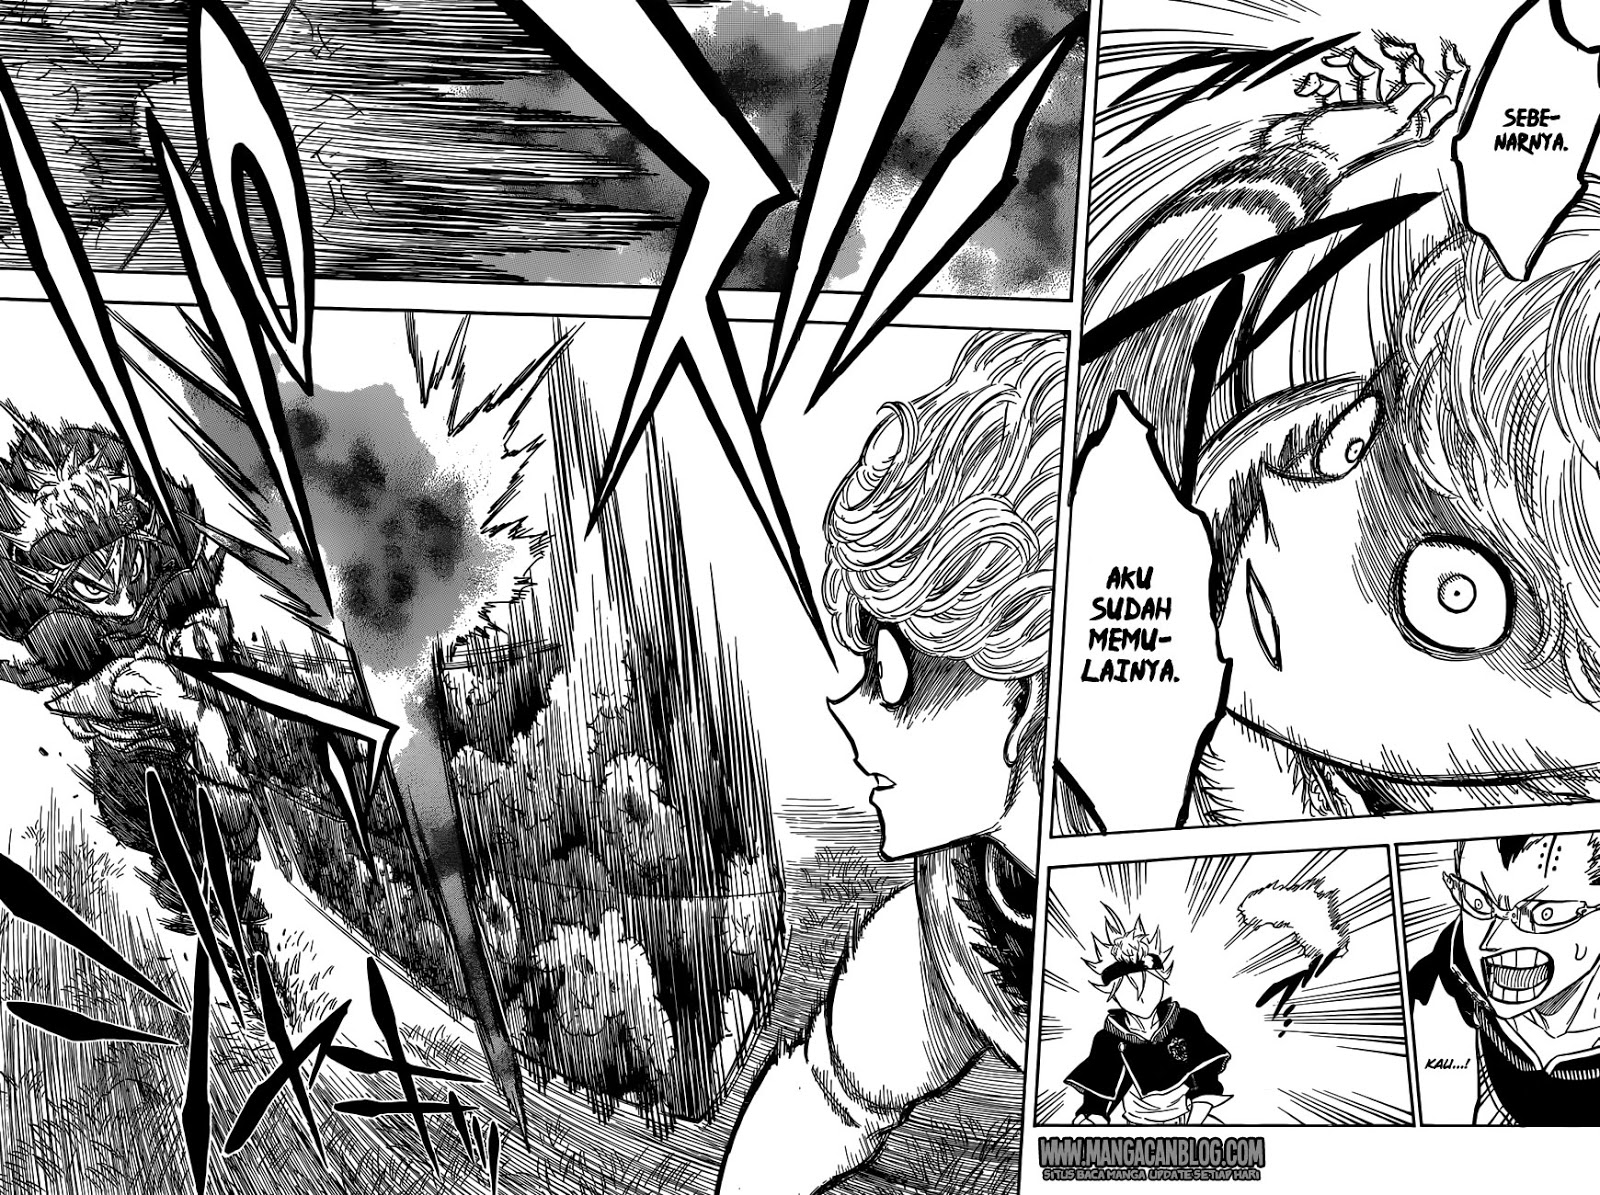 SEBE-
NARNYA.
AKU
SUDAH
MEMU-
LAINYA.
KAU...!
WWW.MANGACANBLOG.COM
SITUS BACA MANGA UPDATE SETIAP HARI